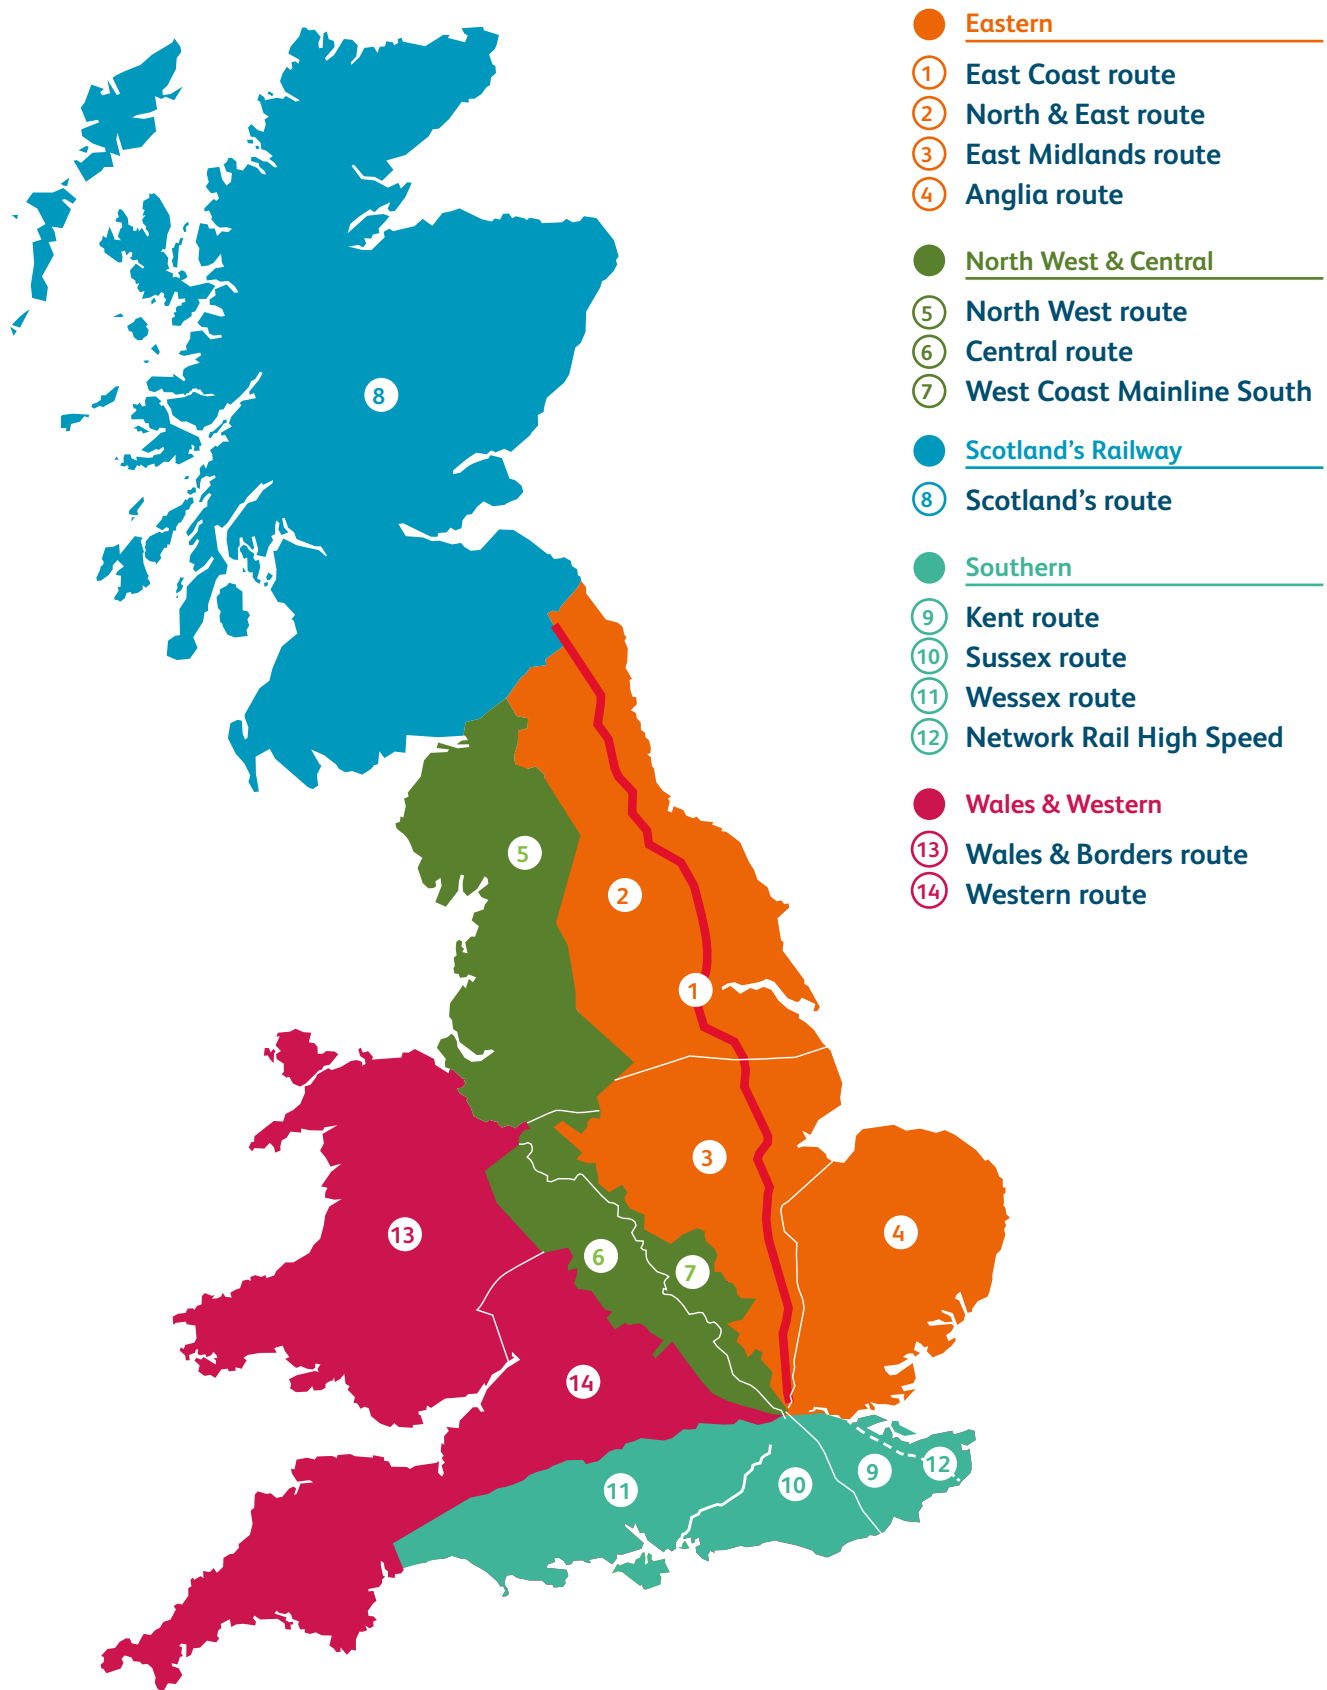 Eastern
1 East Coast route
2 North & East route
3 East Midlands route
4 Anglia route
North West & Central
5 North West route
6 Central route
7 West Coast Mainline South
Scotland’s Railway
8 Scotland’s route
Southern
9 Kent route
10 Sussex route
11 Wessex route
12 Network Rail High Speed
Wales & Western
13 Wales & Borders route
14 Western route
8
5
2
1
3
13
4
6
7
14
12
9
10
11